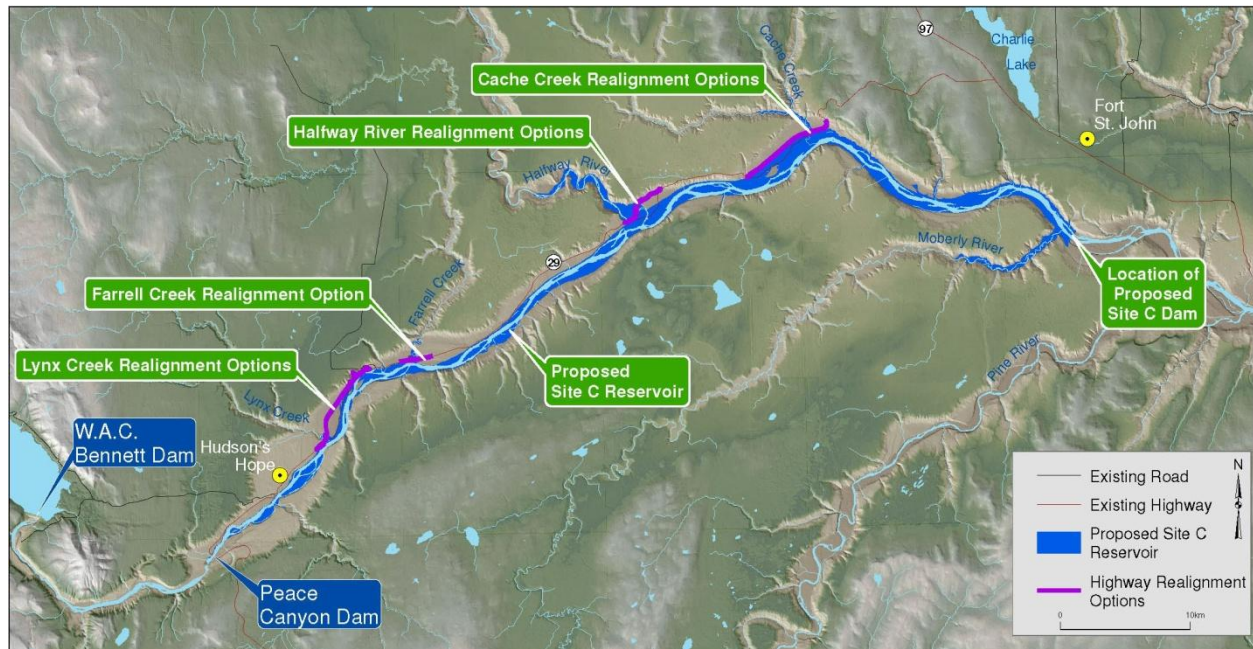 97
Charlie
Lake
Cache Creek
Cache Creek Realignment Options
Fort
St. John
Halfway River Realignment Options
Halfway River
Moberly River
29
Location of
Proposed
Site C Dam
Farrell Creek Realignment Option
Farrell Creek
Lynx Creek Realignment Options
Proposed
Site C Reservoir
Pine River
Lynx Creek
W.A.C.
Bennett Dam
Hudson's
Hope
Peace
Canyon Dam
N
Existing Road
Existing Highway
Proposed Site C
Reservoir
Highway Realignment
Options
0
10km